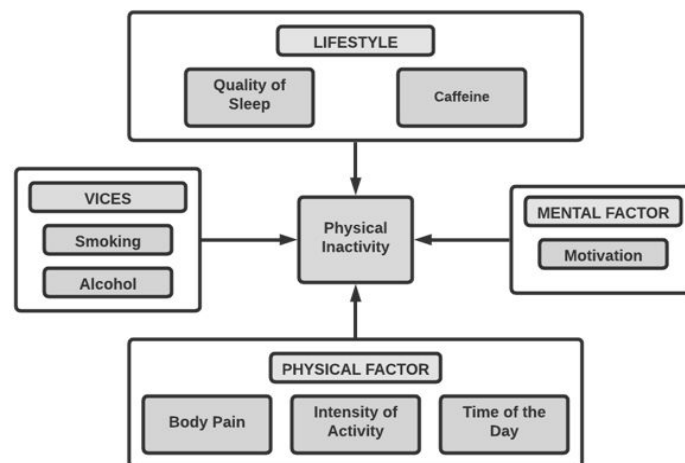 LIFESTYLE
Quality of
Sleep
Caffeine
VICES
Smoking
Alcohol
Physical
Inactivity
MENTAL FACTOR
Motivation
PHYSICAL FACTOR
Body Pain
Intensity of
Activity
Time of the
Day